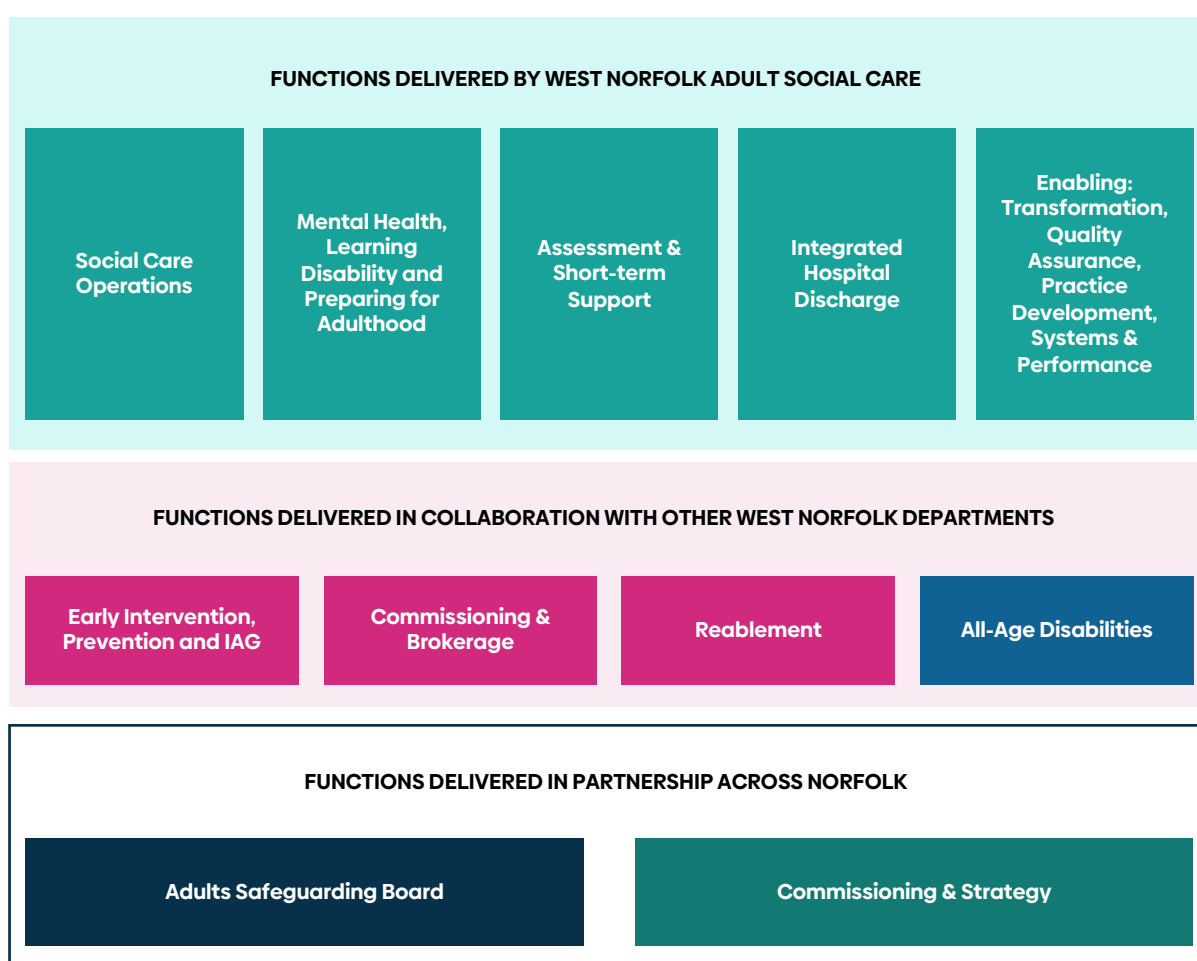 FUNCTIONS DELIVERED BY WEST NORFOLK ADULT SOCIAL CARE
Social Care
Operations
Mental Health,
Learning
Disability and
Preparing for
Adulthood
Assessment &
Short-term
Support
Integrated
Hospital
Discharge
Enabling:
Transformation,
Quality
Assurance,
Practice
Development,
Systems &
Performance
FUNCTIONS DELIVERED IN COLLABORATION WITH OTHER WEST NORFOLK DEPARTMENTS
Early Intervention,
Prevention and IAG
Commissioning &
Brokerage
Reablement
All-Age Disabilities
FUNCTIONS DELIVERED IN PARTNERSHIP ACROSS NORFOLK
Adults Safeguarding Board
Commissioning & Strategy